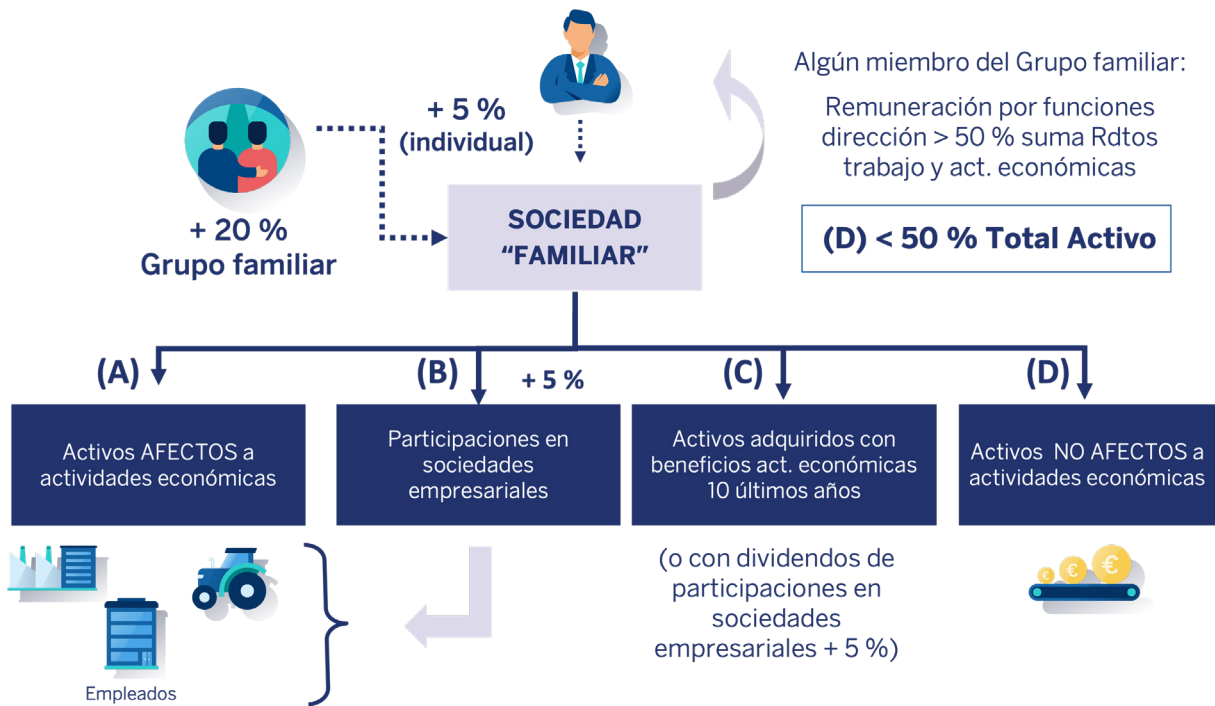 + 5 %
(individual)
Algún miembro del Grupo familiar:
Remuneración por funciones
dirección > 50 % suma Rdtos
trabajo y act. económicas
+ 20 %
Grupo familiar
SOCIEDAD
“FAMILIAR”
(D) < 50 % Total Activo
(A)
(B)
+ 5 %
(C)
(D)
Activos AFECTOS a
actividades económicas
Participaciones en
sociedades
empresariales
Activos adquiridos con
beneficios act. económicas
10 últimos años
Activos NO AFECTOS a
actividades económicas
(o con dividendos de
participaciones en
sociedades
empresariales + 5 %)
€
€
€
Empleados